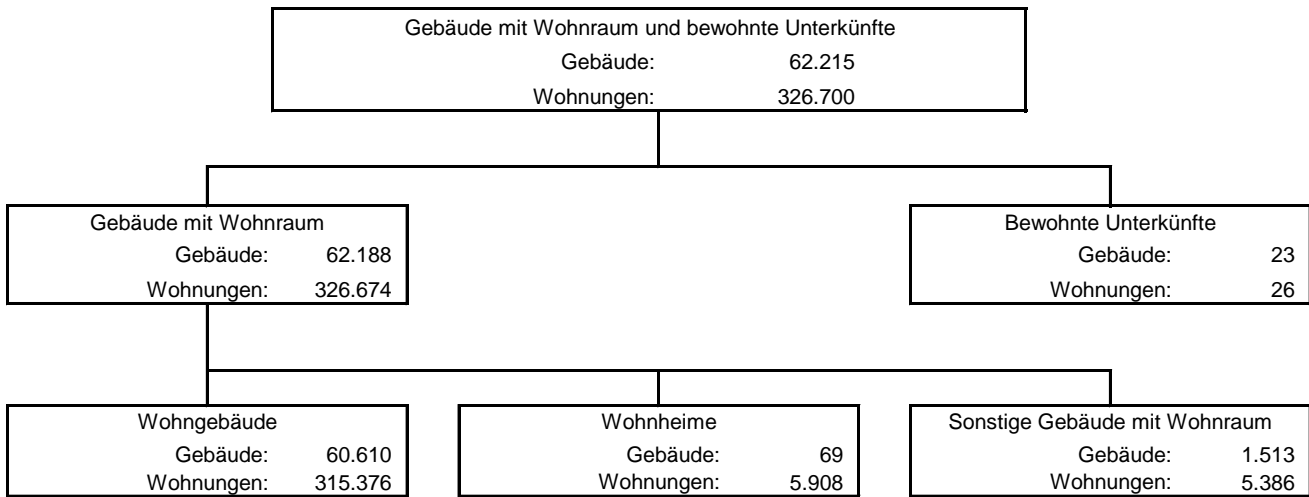 Gebäude mit Wohnraum und bewohnte Unterkünfte
Gebäude: 62.215
Wohnungen: 326.700
Gebäude mit Wohnraum
Gebäude: 62.188
Wohnungen: 326.674
Bewohnte Unterkünfte
Gebäude: 23
Wohnungen: 26
Wohngebäude
Gebäude: 60.610
Wohnungen: 315.376
Wohnheime
Gebäude: 69
Wohnungen: 5.908
Sonstige Gebäude mit Wohnraum
Gebäude: 1.513
Wohnungen: 5.386